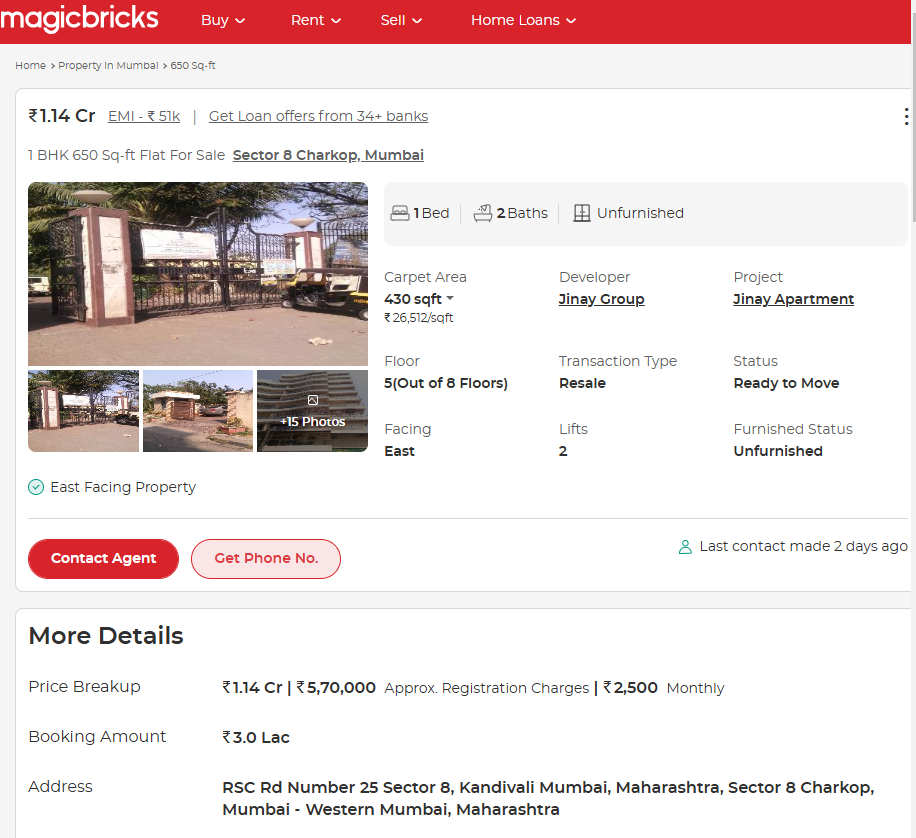 magicbricks
Buy Rent Sell Home Loans
Home > Property In Mumbai > 650 Sq-ft
₹1.14 Cr EMI - ₹ 51k | Get Loan offers from 34+ banks
1 BHK 650 Sq-ft Flat For Sale Sector 8 Charkop, Mumbai
1 Bed 2 Baths Unfurnished
Carpet Area Developer Project
430 sqft Jinay Group Jinay Apartment
₹26,512/sqft
Floor Transaction Type Status
5(Out of 8 Floors) Resale Ready to Move
+15 Photos
Facing Lifts Furnished Status
East 2 Unfurnished
East Facing Property
Contact Agent Get Phone No. Last contact made 2 days ago
More Details
Price Breakup ₹1.14 Cr | ₹5,70,000 Approx. Registration Charges | ₹2,500 Monthly
Booking Amount ₹3.0 Lac
Address RSC Rd Number 25 Sector 8, Kandivali Mumbai, Maharashtra, Sector 8 Charkop,
Mumbai - Western Mumbai, Maharashtra